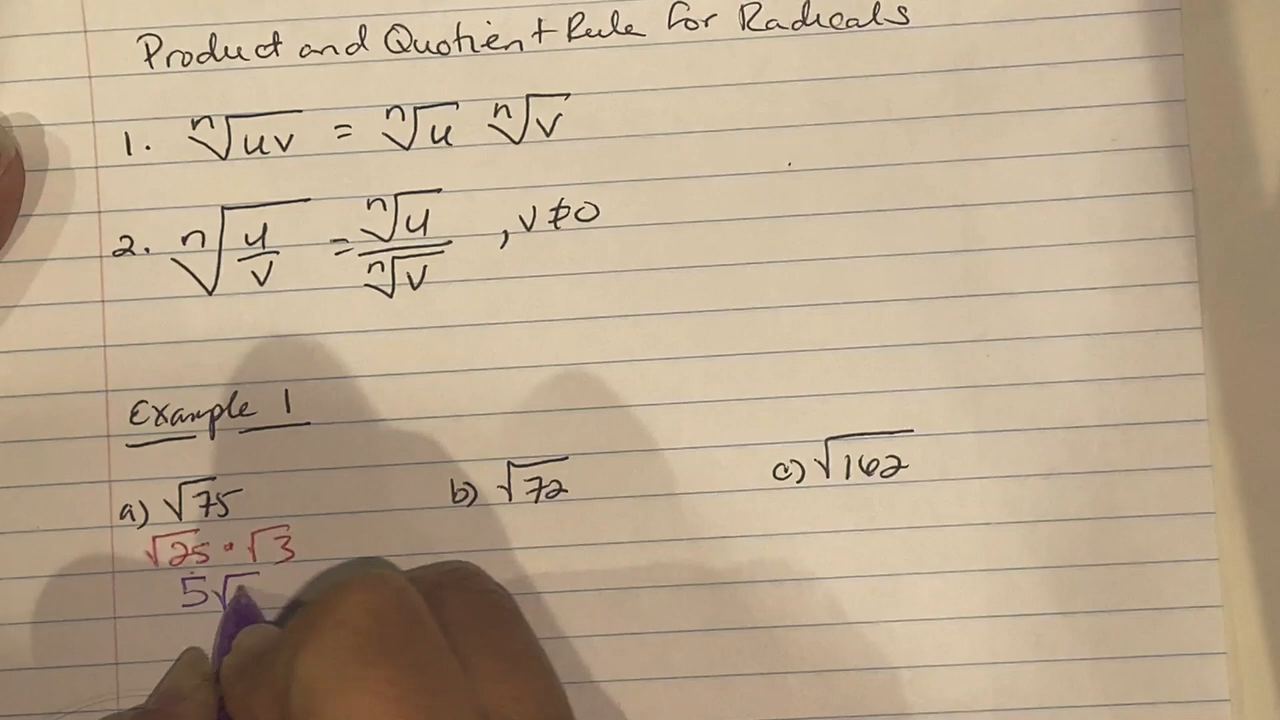 Product and Quotient Rule for Radicals
1. ⁿ√uv = ⁿ√u ⁿ√v
2. ⁿ√(u/v) = ⁿ√u / ⁿ√v , v ≠ 0
Example 1
a) √75 b) √72 c) √162
√25 · √3
5√